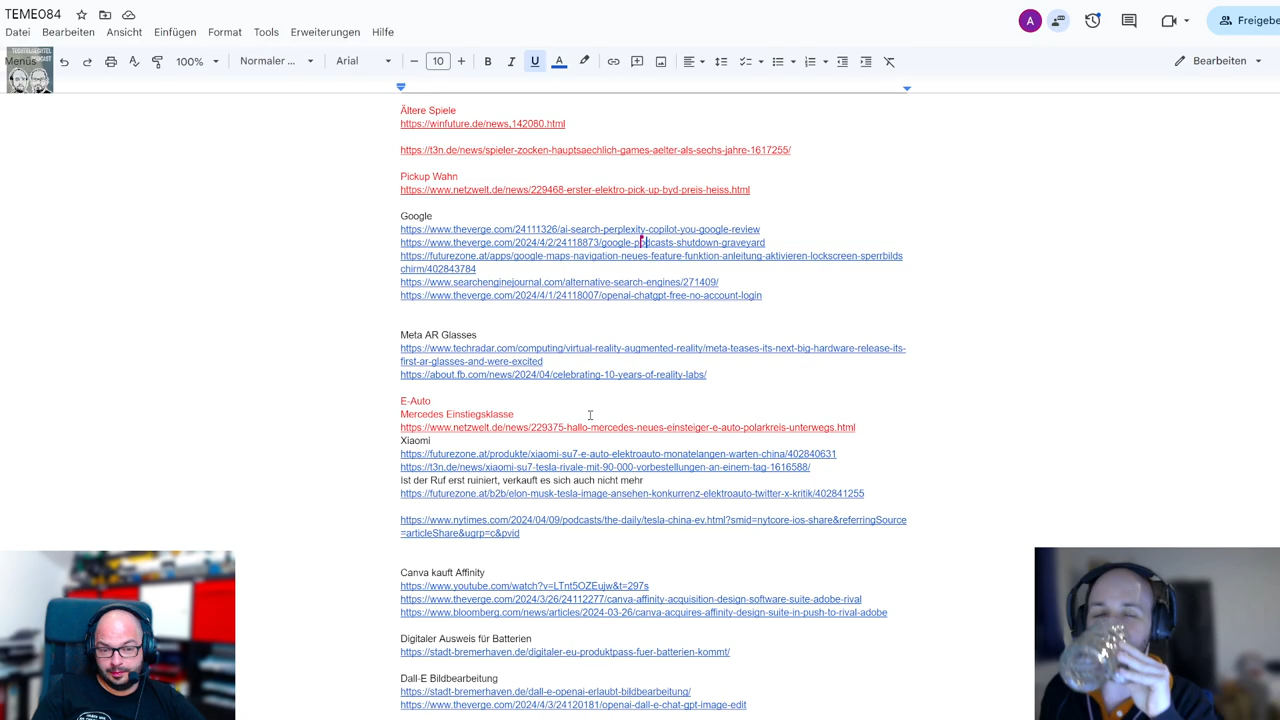 TEME084
Datei Bearbeiten Ansicht Einfügen Format Tools Erweiterungen Hilfe
A
Freigebe
Menüs
100% Normaler ... Arial 10 B I U A
Bearbeiten
Ältere Spiele
https://winfuture.de/news,142080.html
https://t3n.de/news/spieler-zocken-hauptsaechlich-games-aelter-als-sechs-jahre-1617255/
Pickup Wahn
https://www.netzwelt.de/news/229468-erster-elektro-pick-up-byd-preis-heiss.html
Google
https://www.theverge.com/24111326/ai-search-perplexity-copilot-you-google-review
https://www.theverge.com/2024/4/2/24118873/google-podcasts-shutdown-graveyard
https://futurezone.at/apps/google-maps-navigation-neues-feature-funktion-anleitung-aktivieren-lockscreen-sperrbilds
chirm/402843784
https://www.searchenginejournal.com/alternative-search-engines/271409/
https://www.theverge.com/2024/4/1/24118007/openai-chatgpt-free-no-account-login
Meta AR Glasses
https://www.techradar.com/computing/virtual-reality-augmented-reality/meta-teases-its-next-big-hardware-release-its-
first-ar-glasses-and-were-excited
https://about.fb.com/news/2024/04/celebrating-10-years-of-reality-labs/
E-Auto
Mercedes Einstiegsklasse
https://www.netzwelt.de/news/229375-hallo-mercedes-neues-einsteiger-e-auto-polarkreis-unterwegs.html
Xiaomi
https://futurezone.at/produkte/xiaomi-su7-e-auto-elektroauto-monatelangen-warten-china/402840631
https://t3n.de/news/xiaomi-su7-tesla-rivale-mit-90-000-vorbestellungen-an-einem-tag-1616588/
Ist der Ruf erst ruiniert, verkauft es sich auch nicht mehr
https://futurezone.at/b2b/elon-musk-tesla-image-ansehen-konkurrenz-elektroauto-twitter-x-kritik/402841255
https://www.nytimes.com/2024/04/09/podcasts/the-daily/tesla-china-ev.html?smid=nytcore-ios-share&referringSource
=articleShare&ugrp=c&pvid
Canva kauft Affinity
https://www.youtube.com/watch?v=LTnt5OZEujw&t=297s
https://www.theverge.com/2024/3/26/24112277/canva-affinity-acquisition-design-software-suite-adobe-rival
https://www.bloomberg.com/news/articles/2024-03-26/canva-acquires-affinity-design-suite-in-push-to-rival-adobe
Digitaler Ausweis für Batterien
https://stadt-bremerhaven.de/digitaler-eu-produktpass-fuer-batterien-kommt/
Dall-E Bildbearbeitung
https://stadt-bremerhaven.de/dall-e-openai-erlaubt-bildbearbeitung/
https://www.theverge.com/2024/4/3/24120181/openai-dall-e-chat-gpt-image-edit